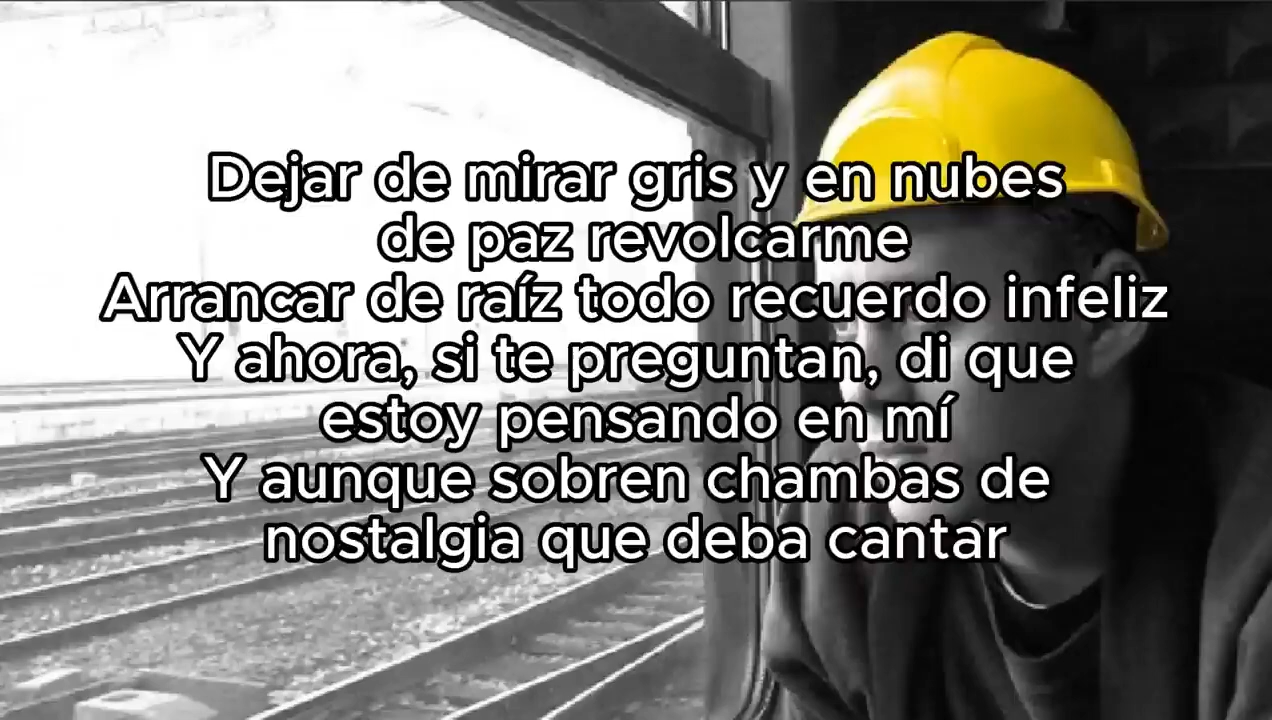 Dejar de mirar gris y en nubes
de paz revolcarme
Arrancar de raíz todo recuerdo infeliz
Y ahora, si te preguntan, di que
estoy pensando en mí
Y aunque sobren chambas de
nostalgia que deba cantar